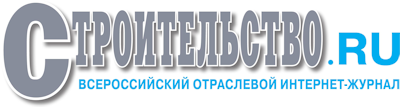 СТРОИТЕЛЬСТВО.RU
ВСЕРОССИЙСКИЙ ОТРАСЛЕВОЙ ИНТЕРНЕТ-ЖУРНАЛ